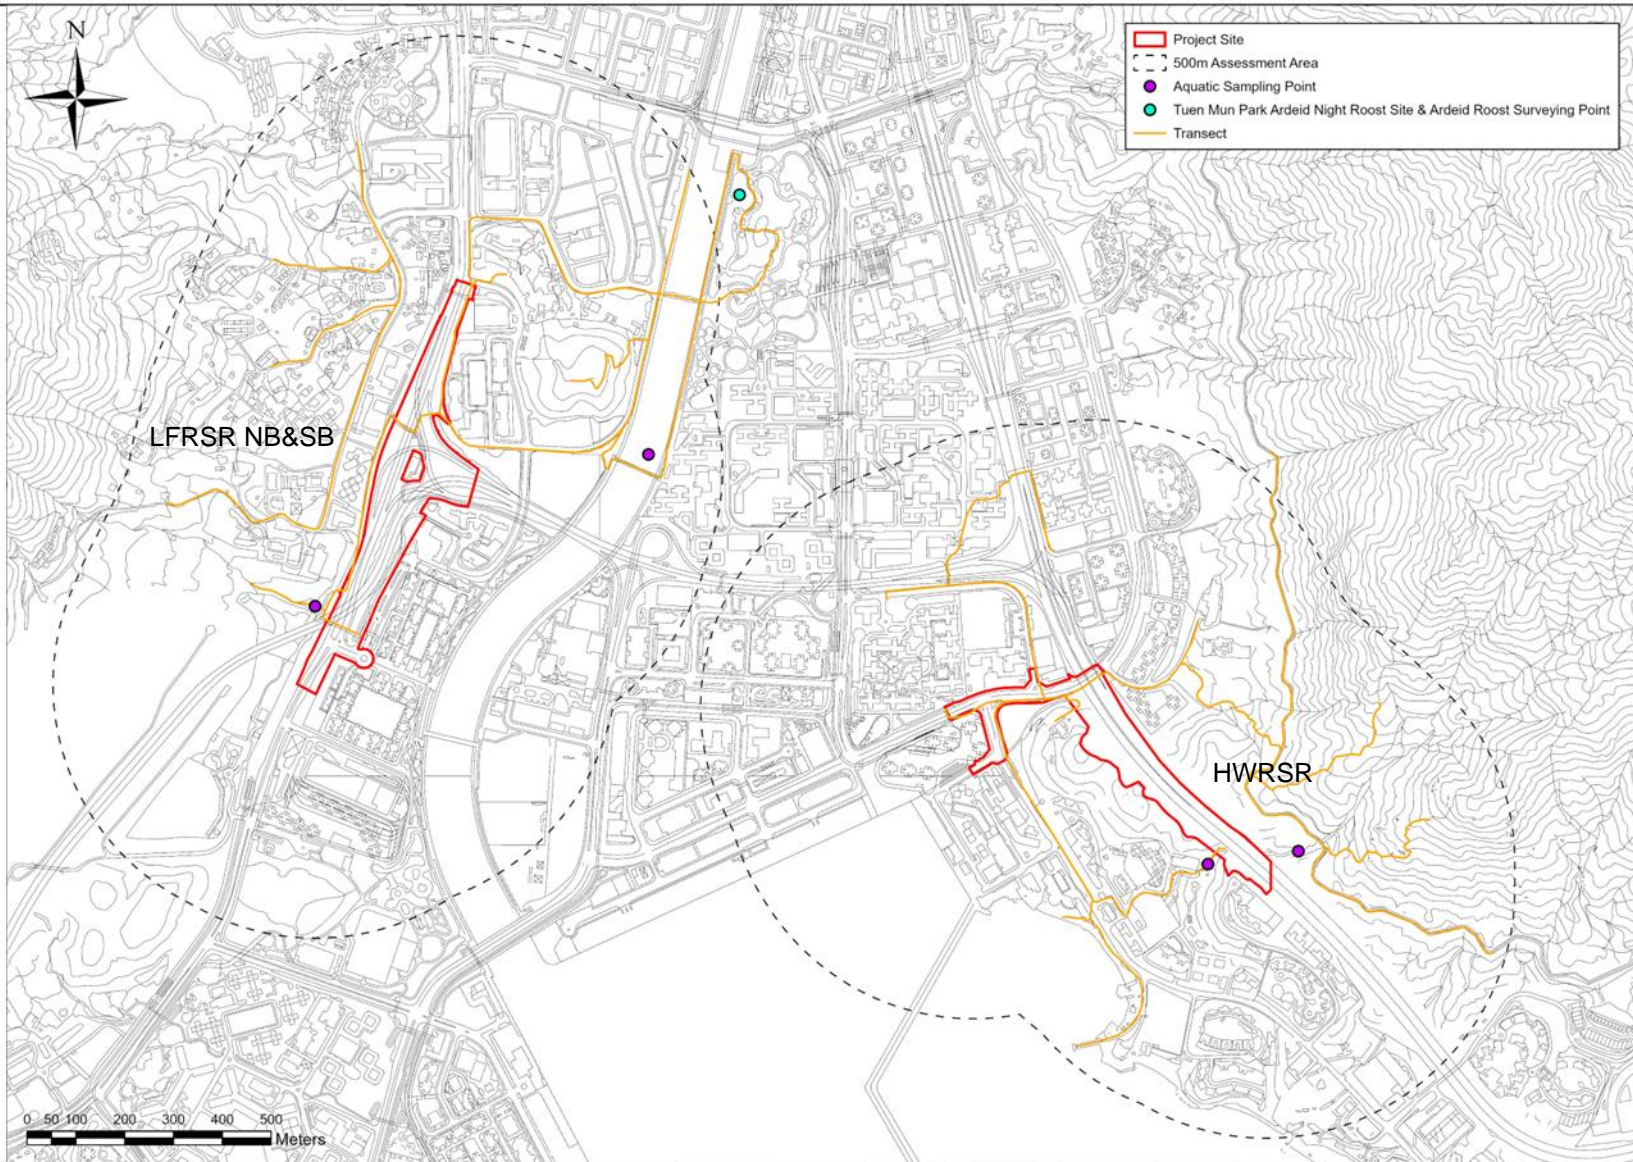 N
Project Site
500m Assessment Area
Aquatic Sampling Point
Tuen Mun Park Ardeid Night Roost Site & Ardeid Roost Surveying Point
Transect
LFRSR NB&SB
HWRSR
0 50 100 200 300 400 500
Meters